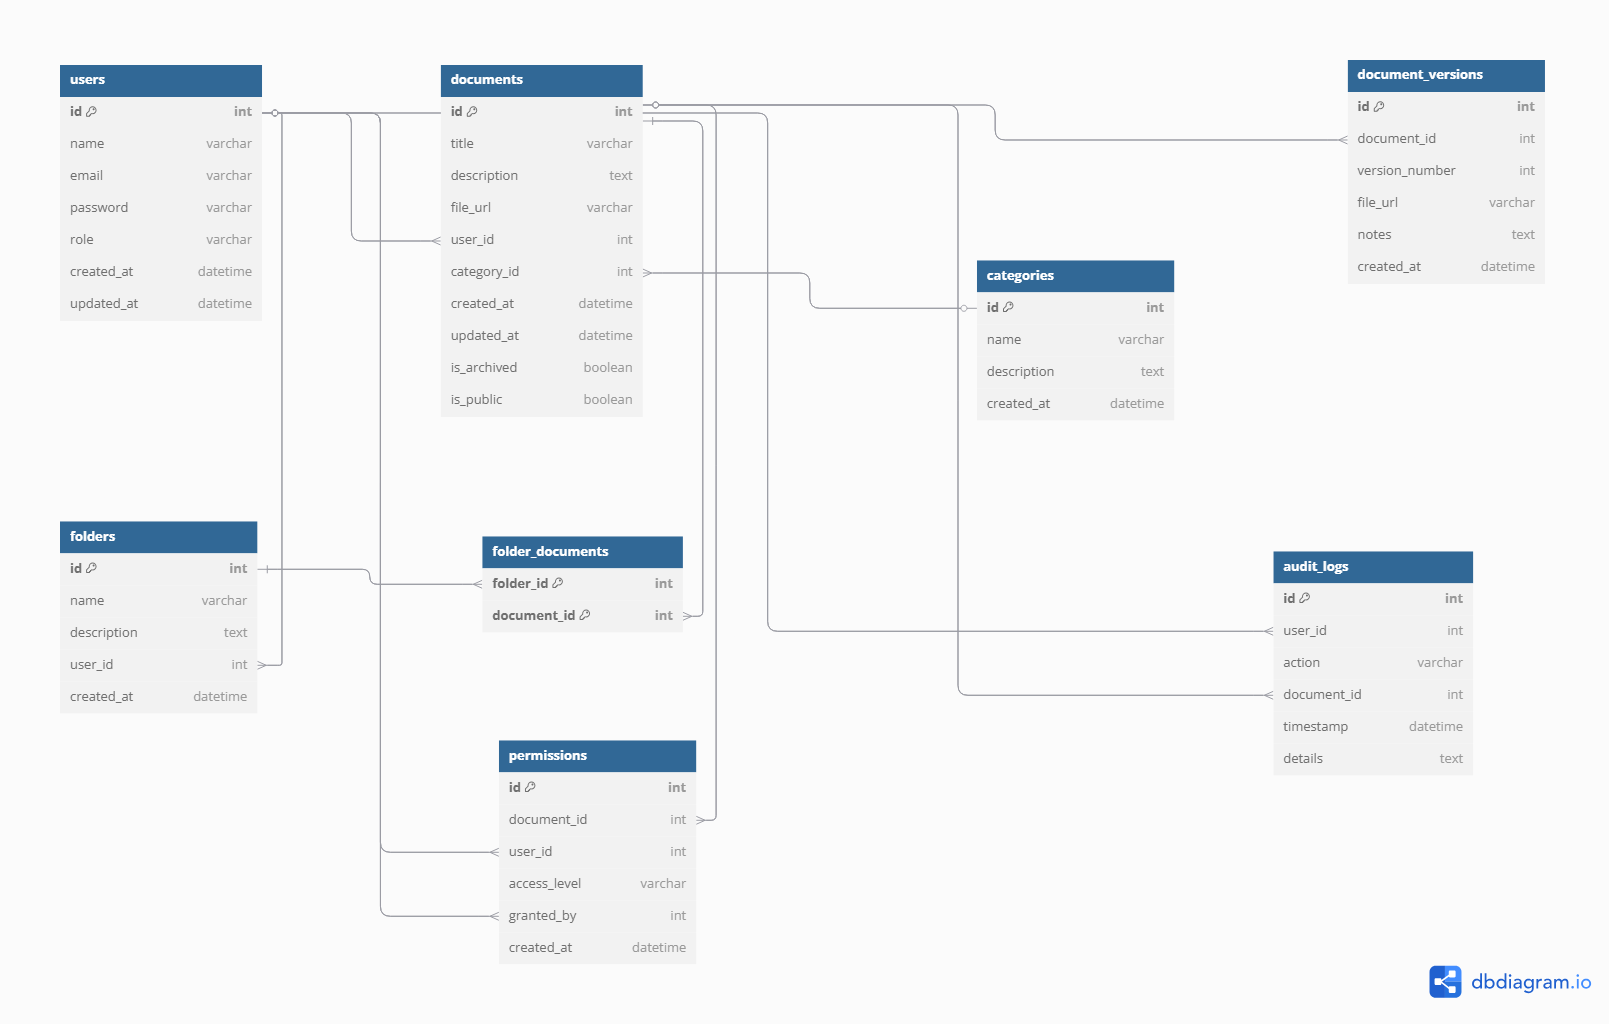 users
id int
name varchar
email varchar
password varchar
role varchar
created_at datetime
updated_at datetime
documents
id int
title varchar
description text
file_url varchar
user_id int
category_id int
created_at datetime
updated_at datetime
is_archived boolean
is_public boolean
document_versions
id int
document_id int
version_number int
file_url varchar
notes text
created_at datetime
categories
id int
name varchar
description text
created_at datetime
folders
id int
name varchar
description text
user_id int
created_at datetime
folder_documents
folder_id int
document_id int
audit_logs
id int
user_id int
action varchar
document_id int
timestamp datetime
details text
permissions
id int
document_id int
user_id int
access_level varchar
granted_by int
created_at datetime
dbdiagram.io